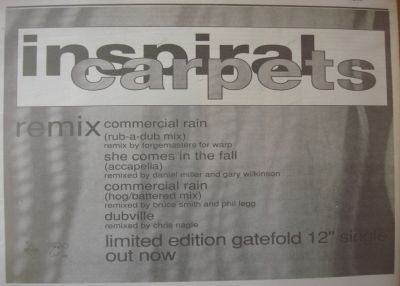 inspiral
carpets
remix
commercial rain
(rub-a-dub mix)
remix by forgemasters for warp
she comes in the fall
(accapella)
remixed by daniel miller and gary wilkinson
commercial rain
(hog/battered mix)
remixed by bruce smith and phil legg
dubville
remixed by chris nagle
limited edition gatefold 12" single
out now